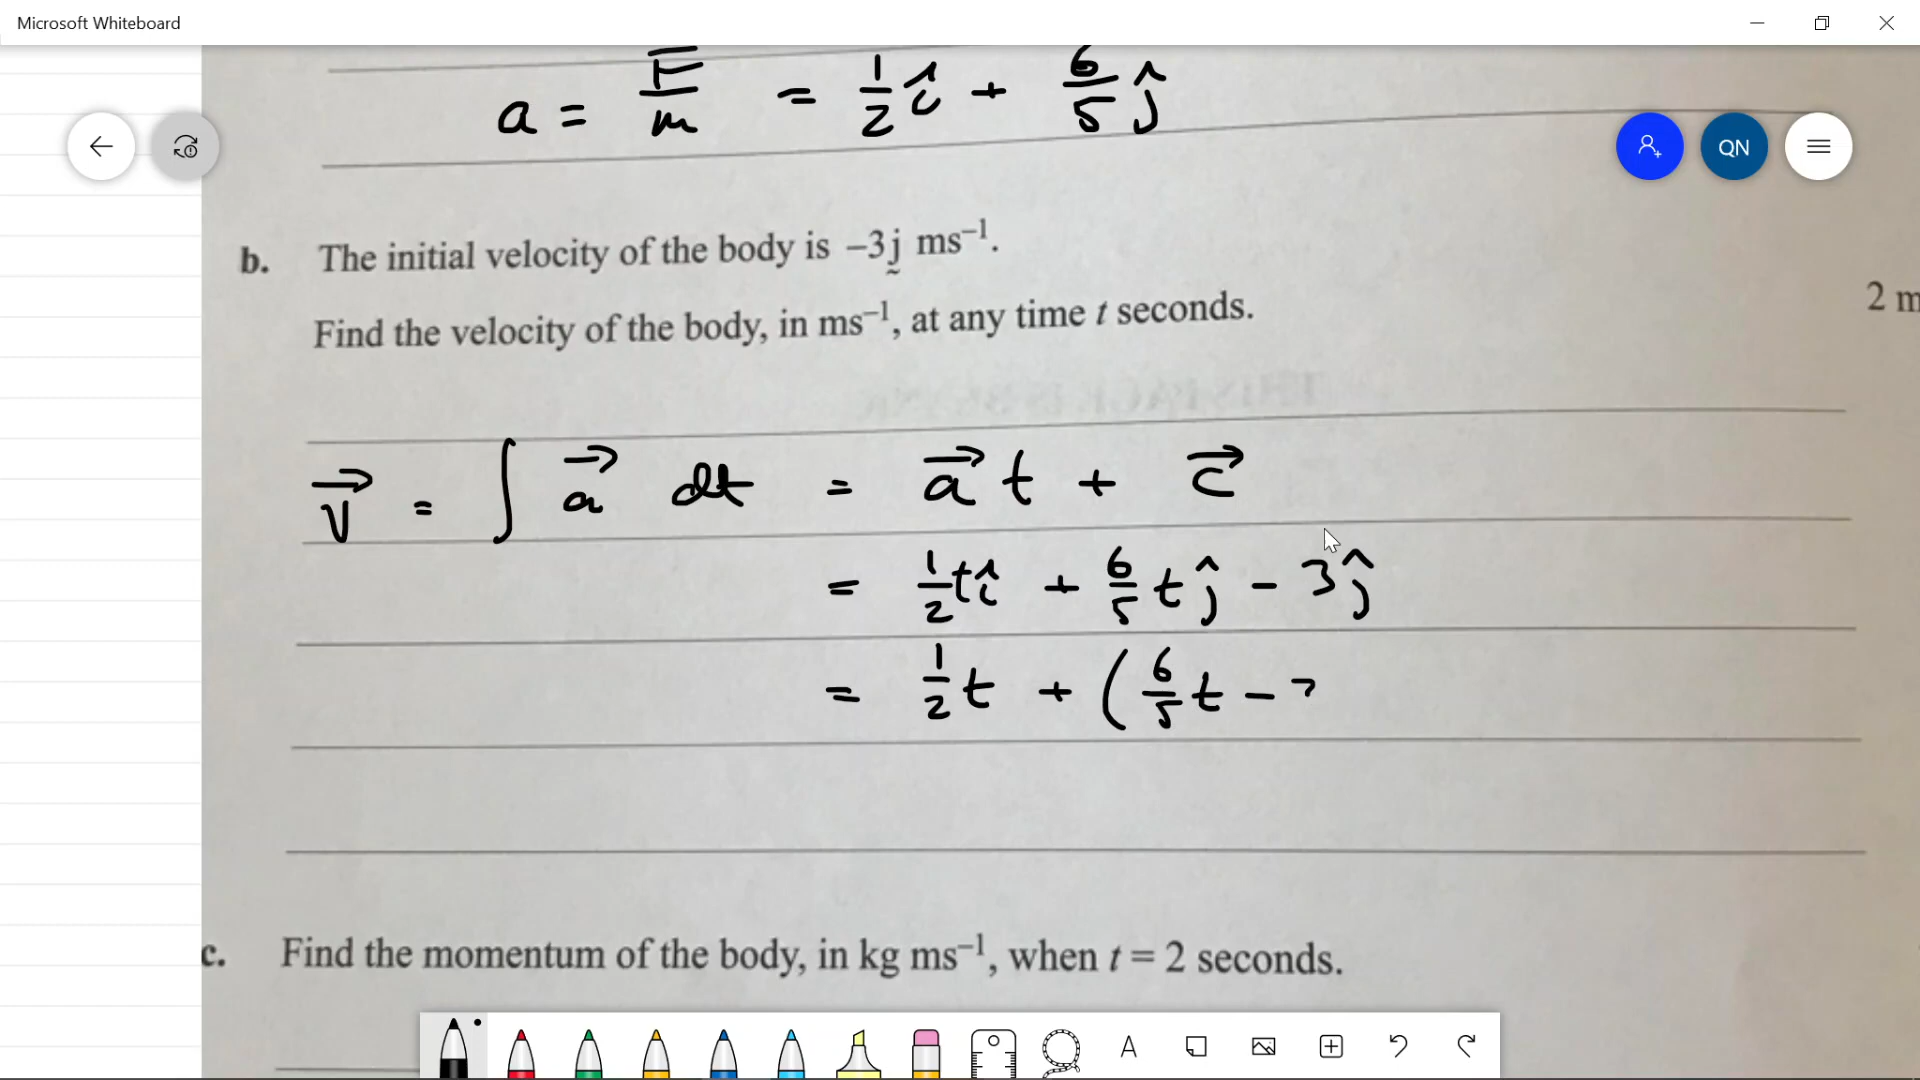 Microsoft Whiteboard
a = F/m = 1/2 î + 6/5 ĵ
QN
b. The initial velocity of the body is −3j ms⁻¹.
2 m
Find the velocity of the body, in ms⁻¹, at any time t seconds.
v⃗ = ∫ a⃗ dt = a⃗ t + c⃗
= 1/2 t î + 6/5 t ĵ − 3 ĵ
= 1/2 t + ( 6/5 t −
c. Find the momentum of the body, in kg ms⁻¹, when t = 2 seconds.
A